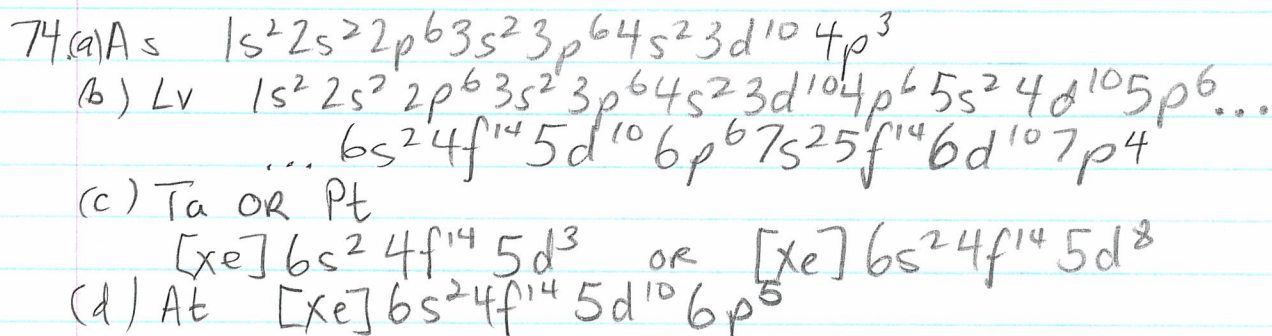 74.(a) As 1s²2s²2p⁶3s²3p⁶4s²3d¹⁰4p³
(b) Lv 1s²2s²2p⁶3s²3p⁶4s²3d¹⁰4p⁶5s²4d¹⁰5p⁶...
... 6s²4f¹⁴5d¹⁰6p⁶7s²5f¹⁴6d¹⁰7p⁴
(c) Ta OR Pt
[xe]6s²4f¹⁴5d³ OR [Xe]6s²4f¹⁴5d⁸
(d) At [Xe]6s²4f¹⁴5d¹⁰6p⁵